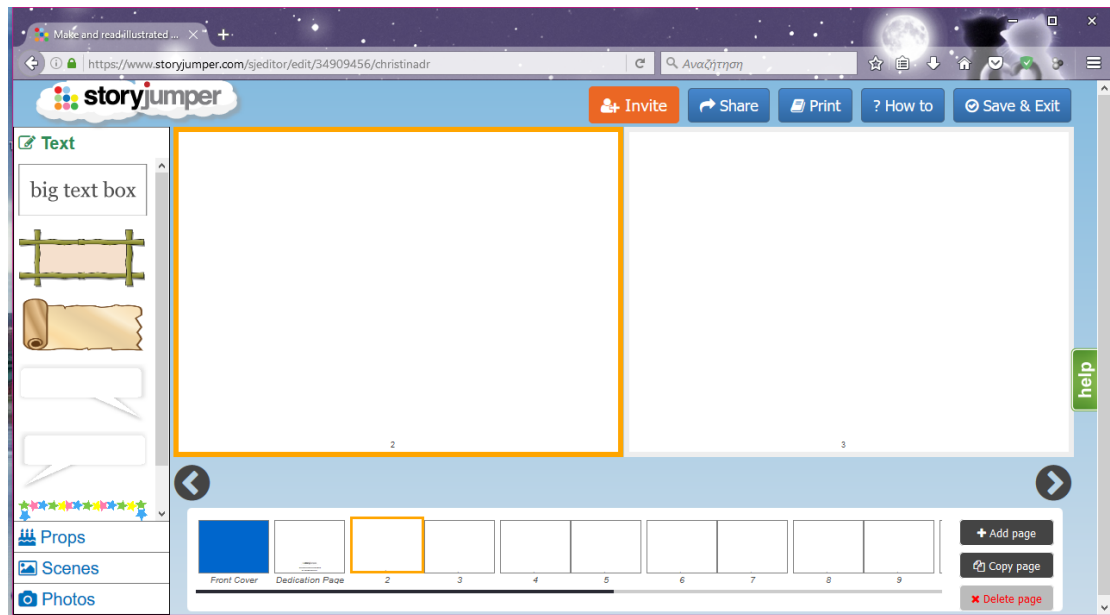 Make and read illustrated ...
https://www.storyjumper.com/sjeditor/edit/34909456/christinadr
Αναζήτηση
storyjumper
Invite
Share
Print
? How to
Save & Exit
Text
big text box
2
3
help
Props
Scenes
Photos
Front Cover
Dedication Page
2
3
4
5
6
7
8
9
+ Add page
Copy page
✖ Delete page